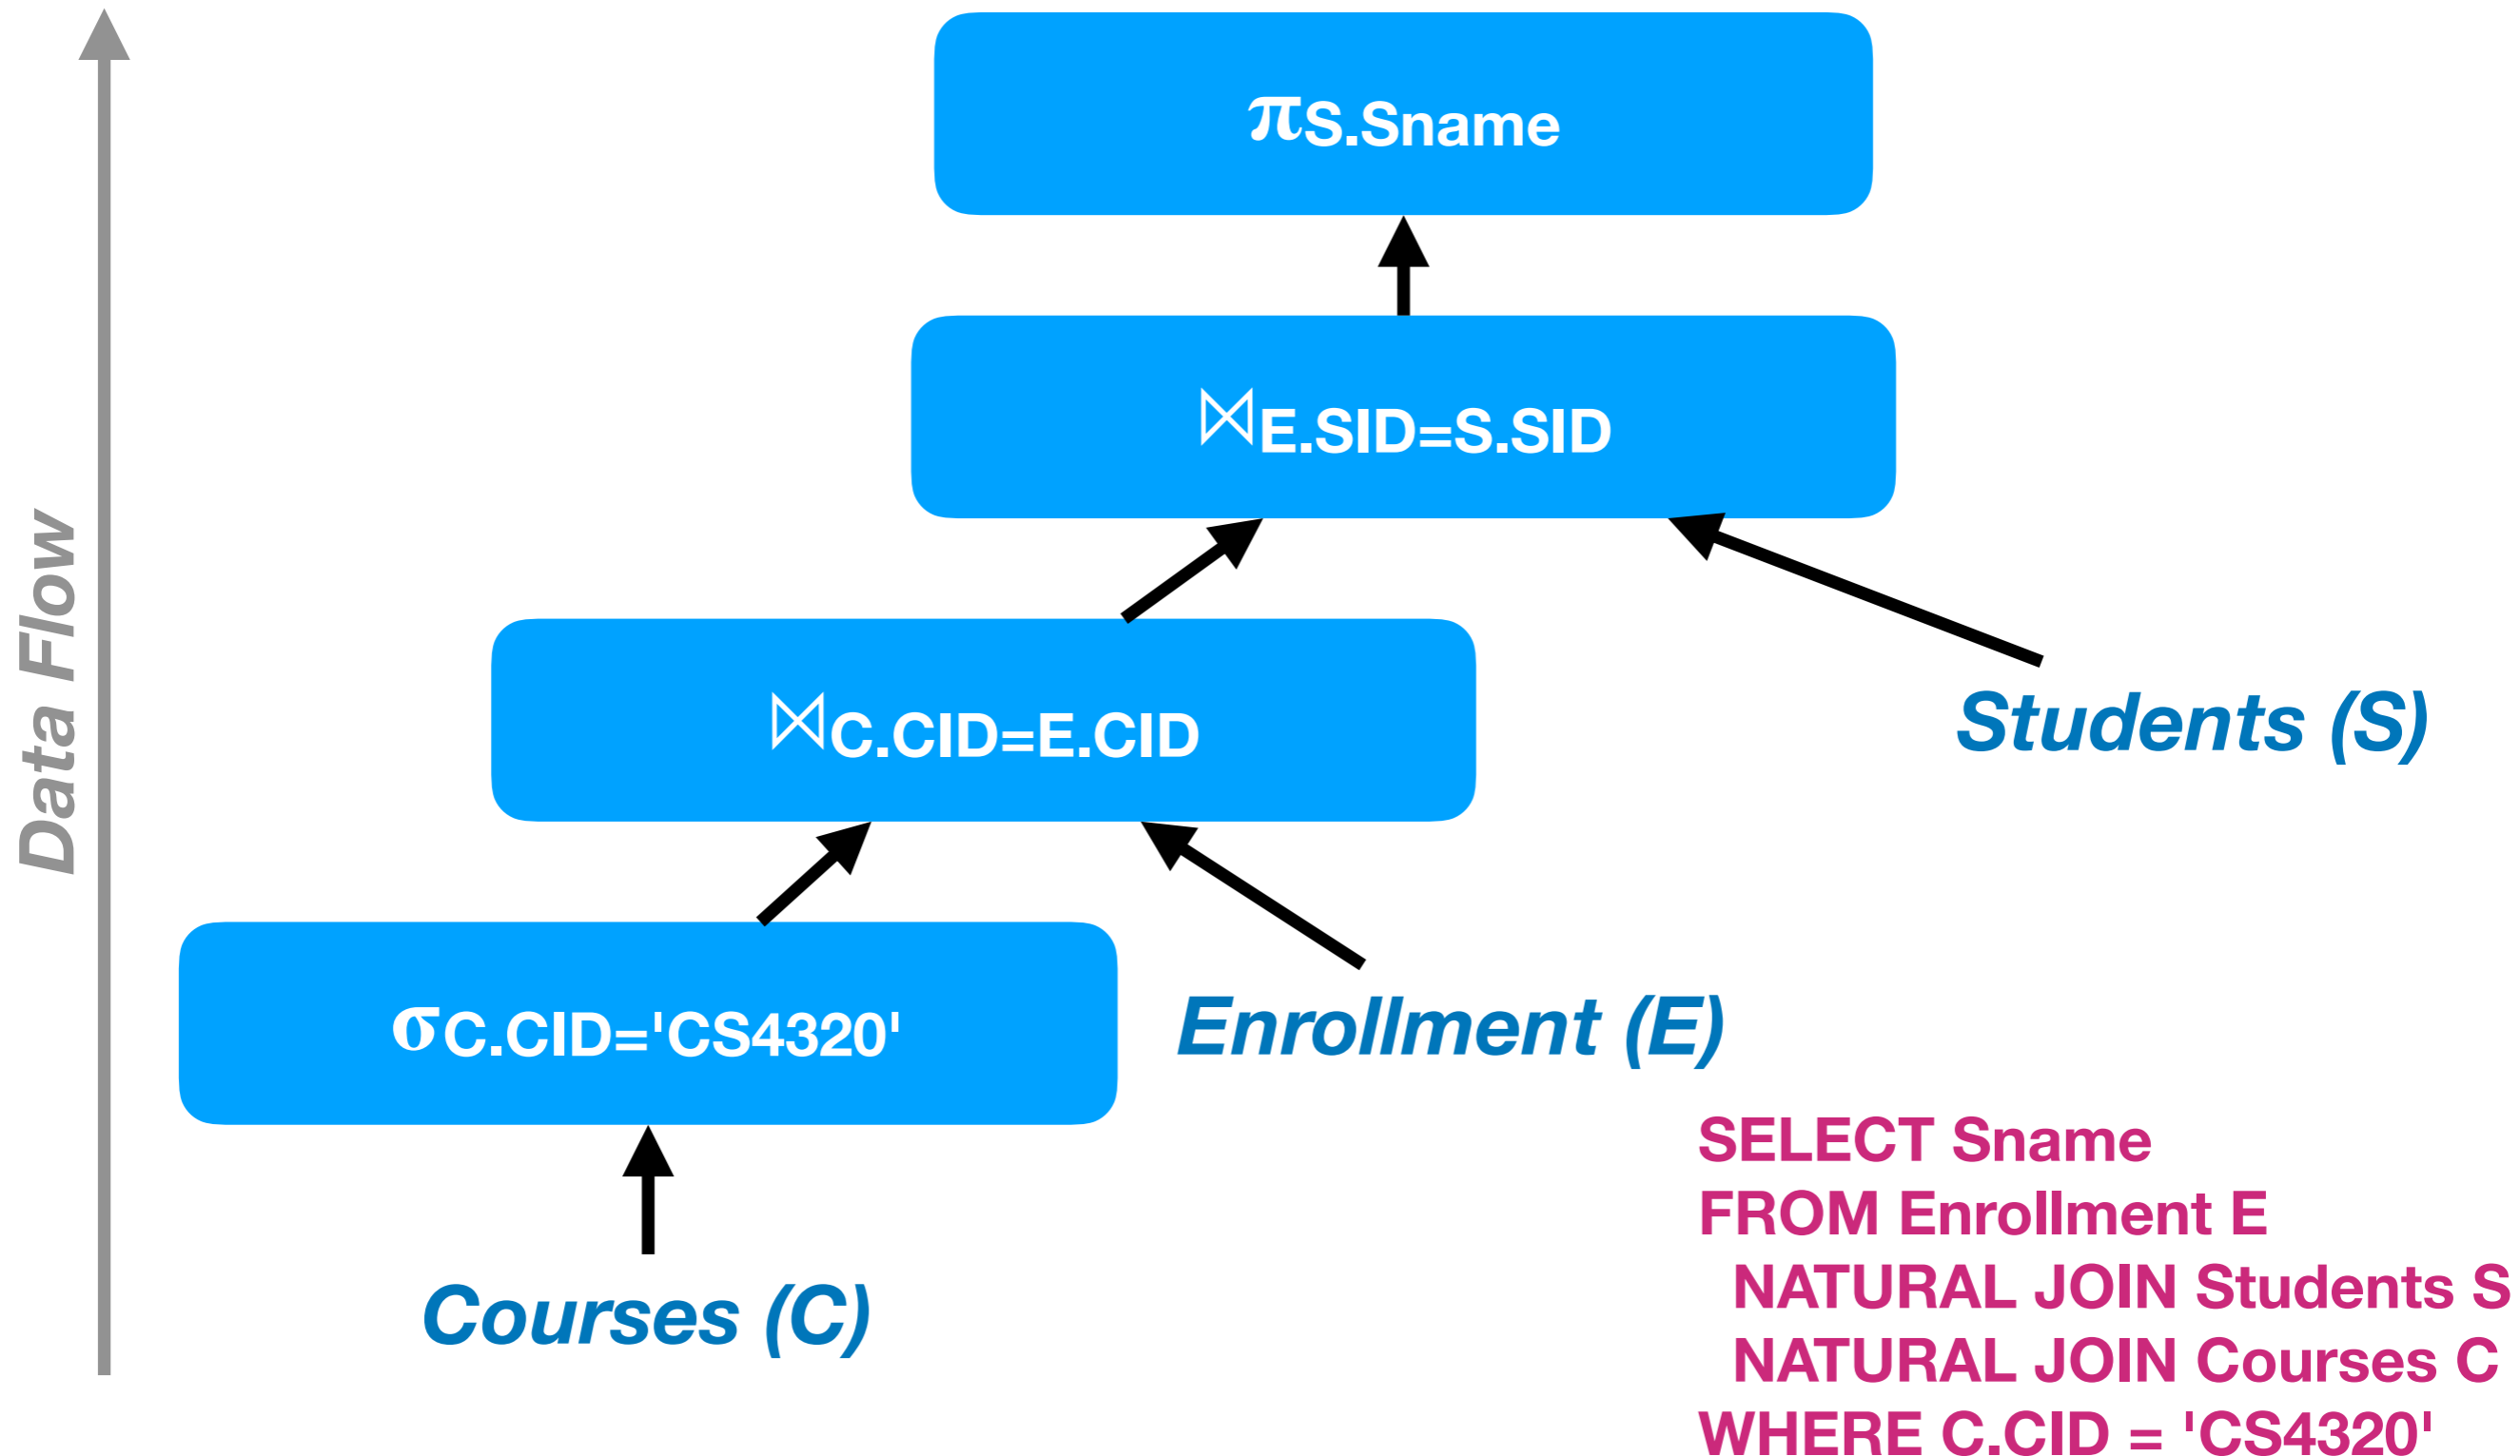 πS.Sname
⋈E.SID=S.SID
Data Flow
⋈C.CID=E.CID
Students (S)
σC.CID='CS4320'
Enrollment (E)
Courses (C)
SELECT Sname
FROM Enrollment E
NATURAL JOIN Students S
NATURAL JOIN Courses C
WHERE C.CID = 'CS4320'